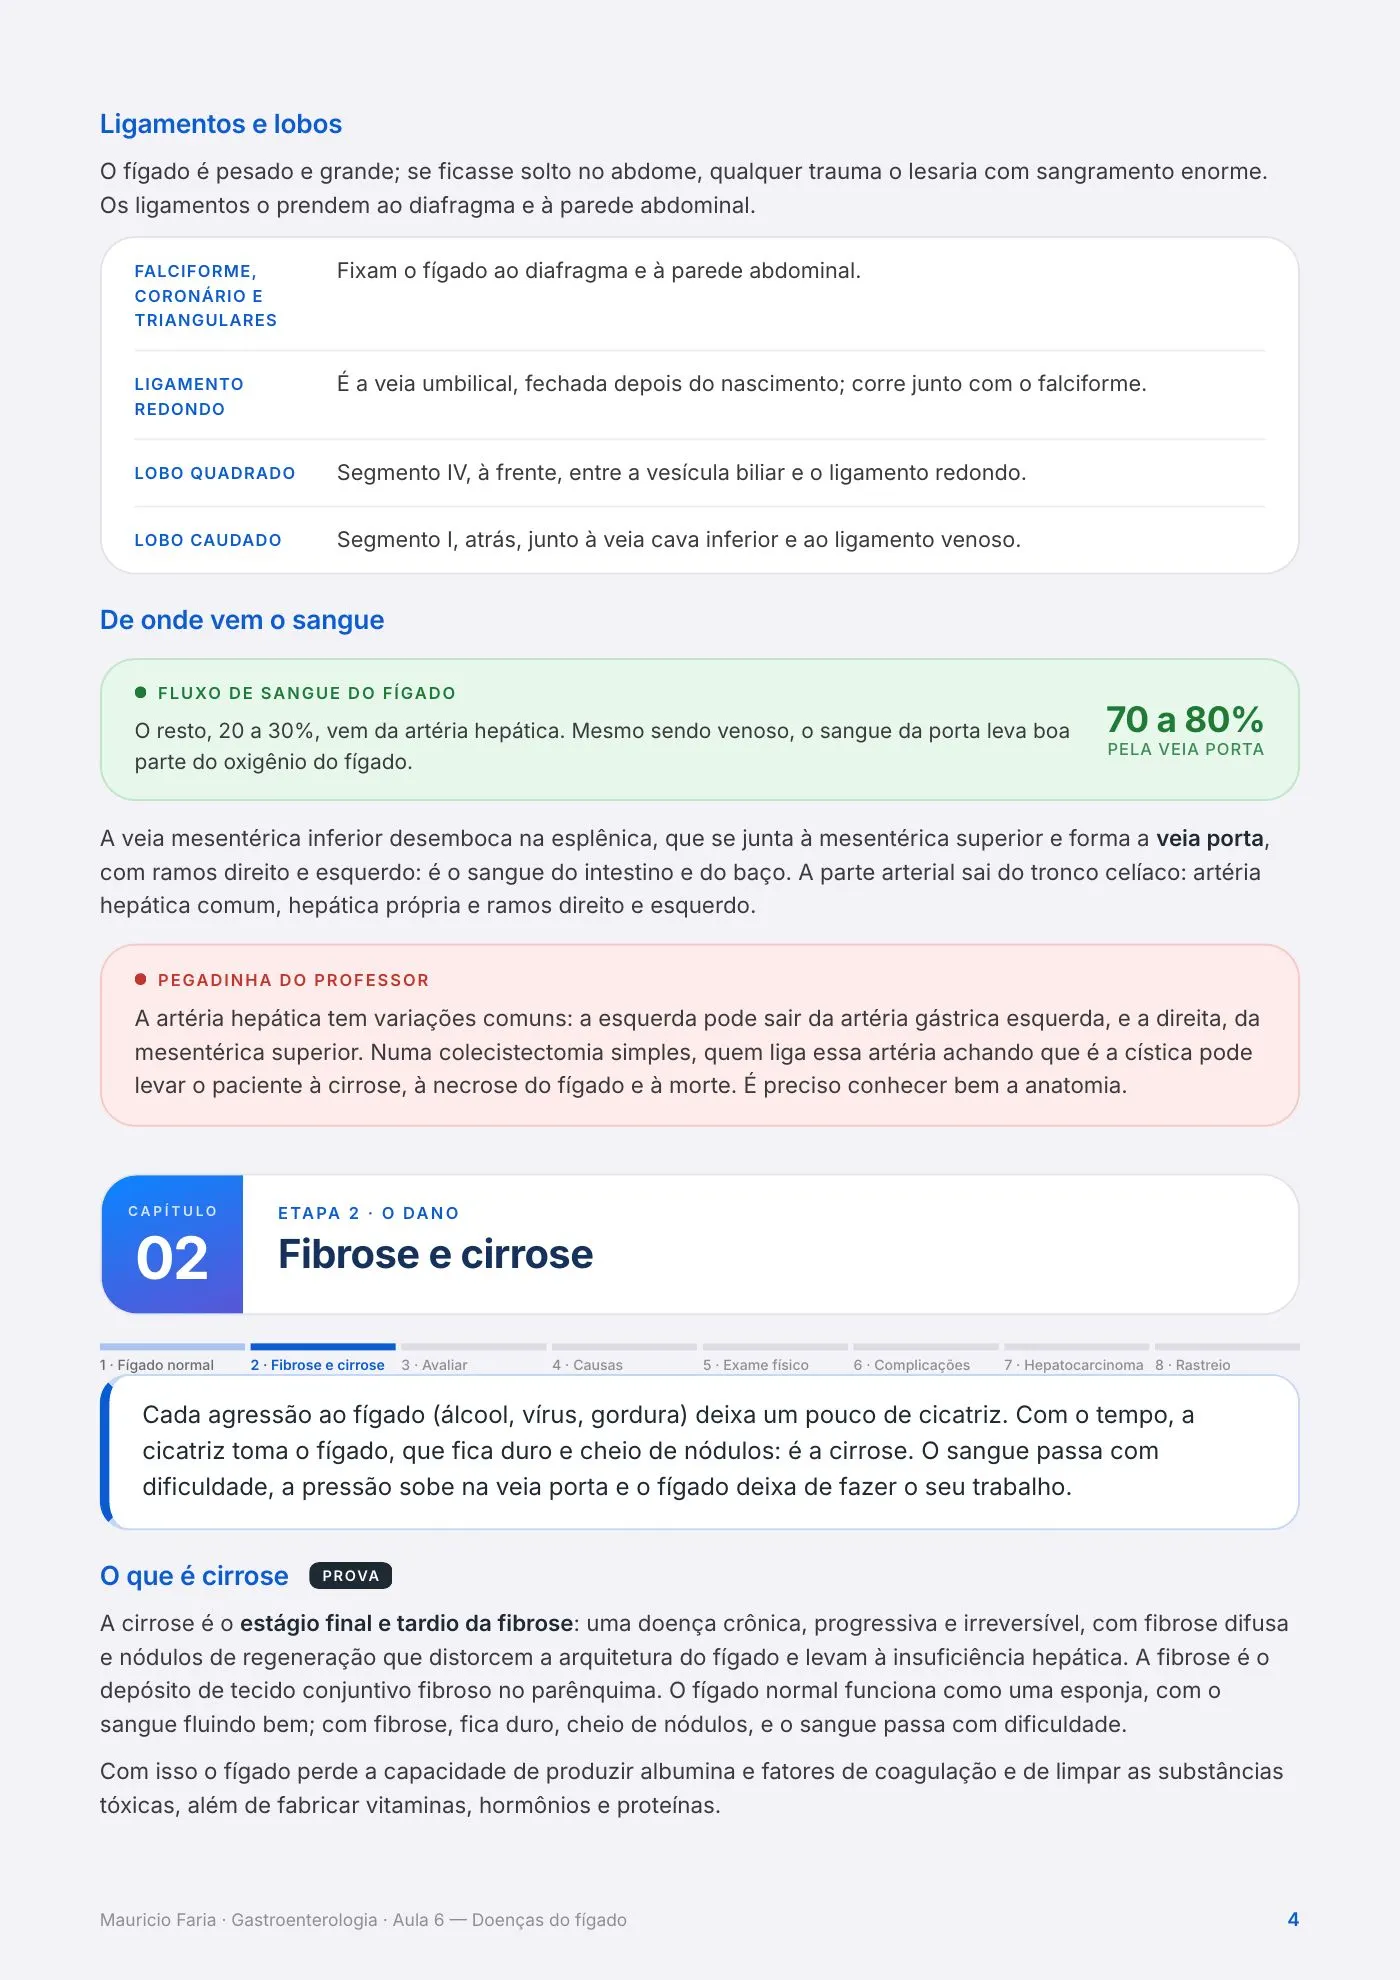 Ligamentos e lobos
O fígado é pesado e grande; se ficasse solto no abdome, qualquer trauma o lesaria com sangramento enorme.
Os ligamentos o prendem ao diafragma e à parede abdominal.
FALCIFORME,
CORONÁRIO E
TRIANGULARES
Fixam o fígado ao diafragma e à parede abdominal.
LIGAMENTO
REDONDO
É a veia umbilical, fechada depois do nascimento; corre junto com o falciforme.
LOBO QUADRADO
Segmento IV, à frente, entre a vesícula biliar e o ligamento redondo.
LOBO CAUDADO
Segmento I, atrás, junto à veia cava inferior e ao ligamento venoso.
De onde vem o sangue
FLUXO DE SANGUE DO FÍGADO
O resto, 20 a 30%, vem da artéria hepática. Mesmo sendo venoso, o sangue da porta leva boa
parte do oxigênio do fígado.
70 a 80%
PELA VEIA PORTA
A veia mesentérica inferior desemboca na esplênica, que se junta à mesentérica superior e forma a veia porta,
com ramos direito e esquerdo: é o sangue do intestino e do baço. A parte arterial sai do tronco celíaco: artéria
hepática comum, hepática própria e ramos direito e esquerdo.
PEGADINHA DO PROFESSOR
A artéria hepática tem variações comuns: a esquerda pode sair da artéria gástrica esquerda, e a direita, da
mesentérica superior. Numa colecistectomia simples, quem liga essa artéria achando que é a cística pode
levar o paciente à cirrose, à necrose do fígado e à morte. É preciso conhecer bem a anatomia.
CAPÍTULO
02
ETAPA 2 · O DANO
Fibrose e cirrose
1 · Fígado normal
2 · Fibrose e cirrose
3 · Avaliar
4 · Causas
5 · Exame físico
6 · Complicações
7 · Hepatocarcinoma
8 · Rastreio
Cada agressão ao fígado (álcool, vírus, gordura) deixa um pouco de cicatriz. Com o tempo, a
cicatriz toma o fígado, que fica duro e cheio de nódulos: é a cirrose. O sangue passa com
dificuldade, a pressão sobe na veia porta e o fígado deixa de fazer o seu trabalho.
O que é cirrose PROVA
A cirrose é o estágio final e tardio da fibrose: uma doença crônica, progressiva e irreversível, com fibrose difusa
e nódulos de regeneração que distorcem a arquitetura do fígado e levam à insuficiência hepática. A fibrose é o
depósito de tecido conjuntivo fibroso no parênquima. O fígado normal funciona como uma esponja, com o
sangue fluindo bem; com fibrose, fica duro, cheio de nódulos, e o sangue passa com dificuldade.
Com isso o fígado perde a capacidade de produzir albumina e fatores de coagulação e de limpar as substâncias
tóxicas, além de fabricar vitaminas, hormônios e proteínas.
Mauricio Faria · Gastroenterologia · Aula 6 — Doenças do fígado
4